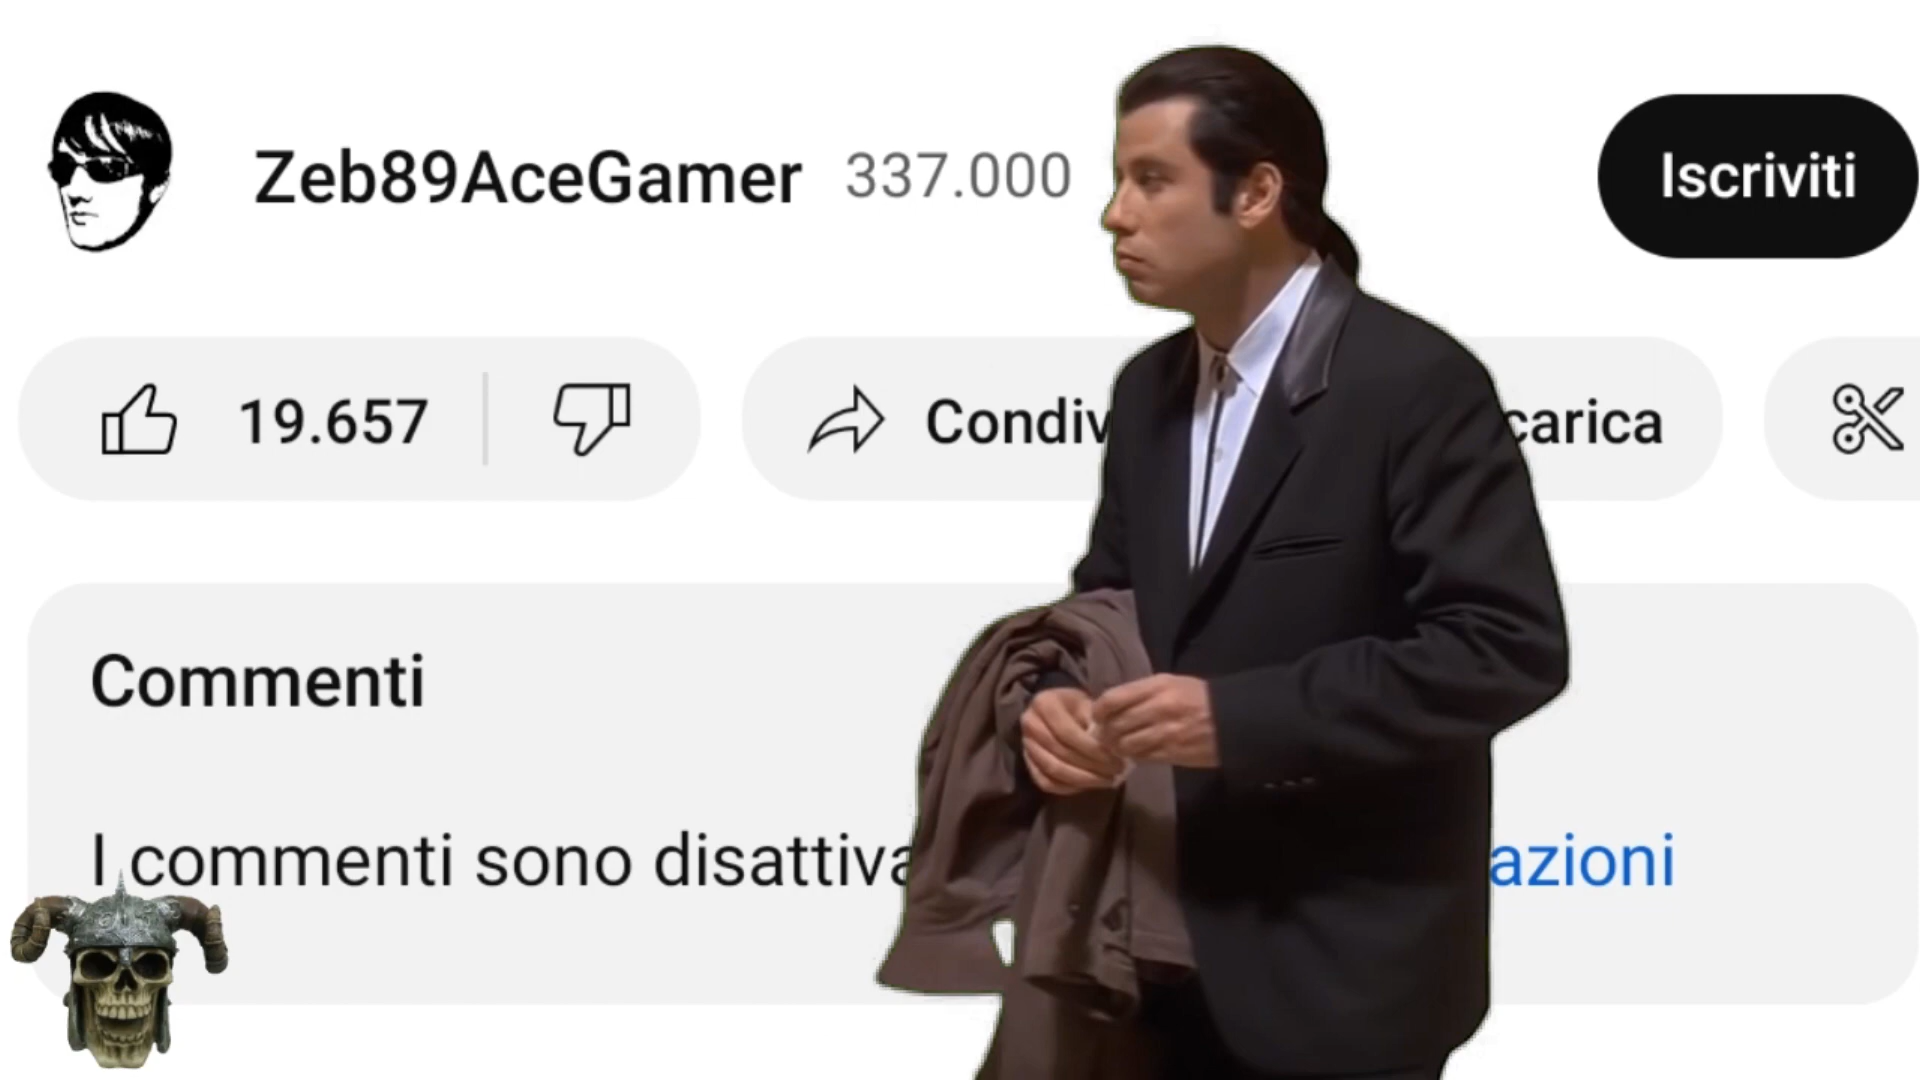 Zeb89AceGamer 337.000
Iscriviti
19.657
Condiv
carica
Commenti
I commenti sono disattiva
azioni